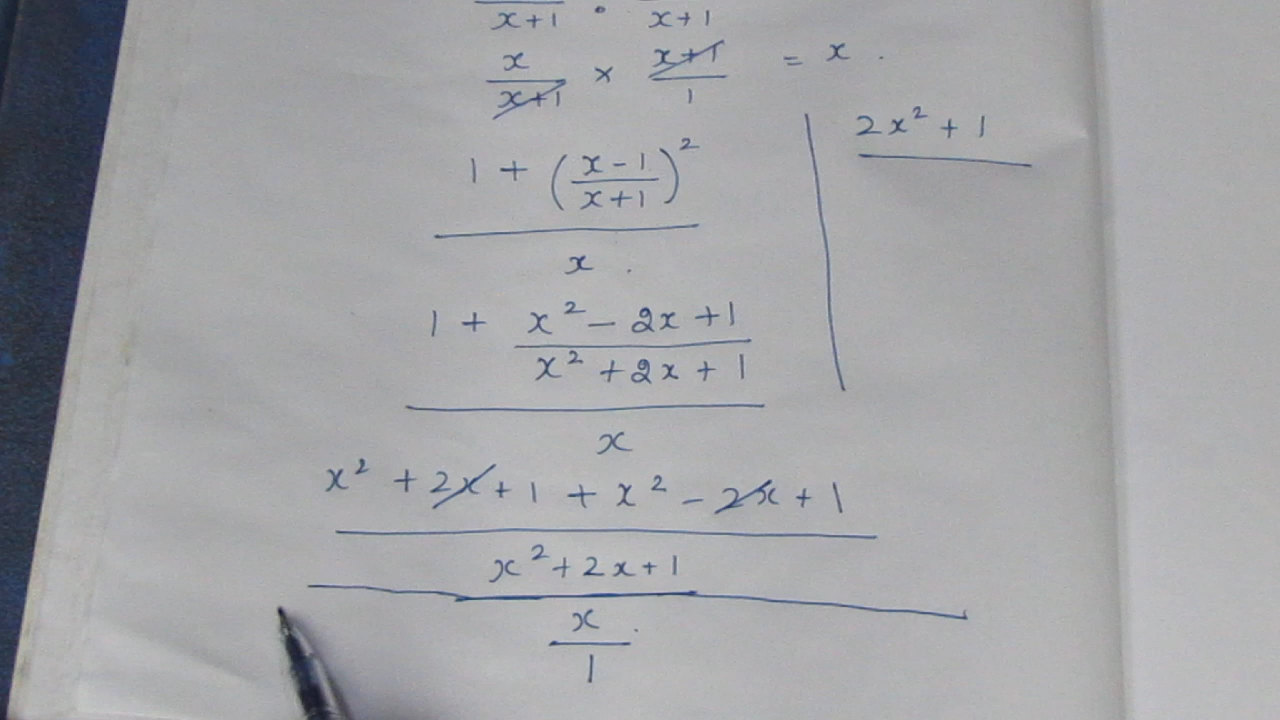 x+1 . x+1
x/x+1 × x+1/1 = x .
1 + (x-1/x+1)²
x .
2x² + 1
1 + x² - 2x + 1/x² + 2x + 1
x
x² + 2x + 1 + x² - 2x + 1
x² + 2x + 1
x
1